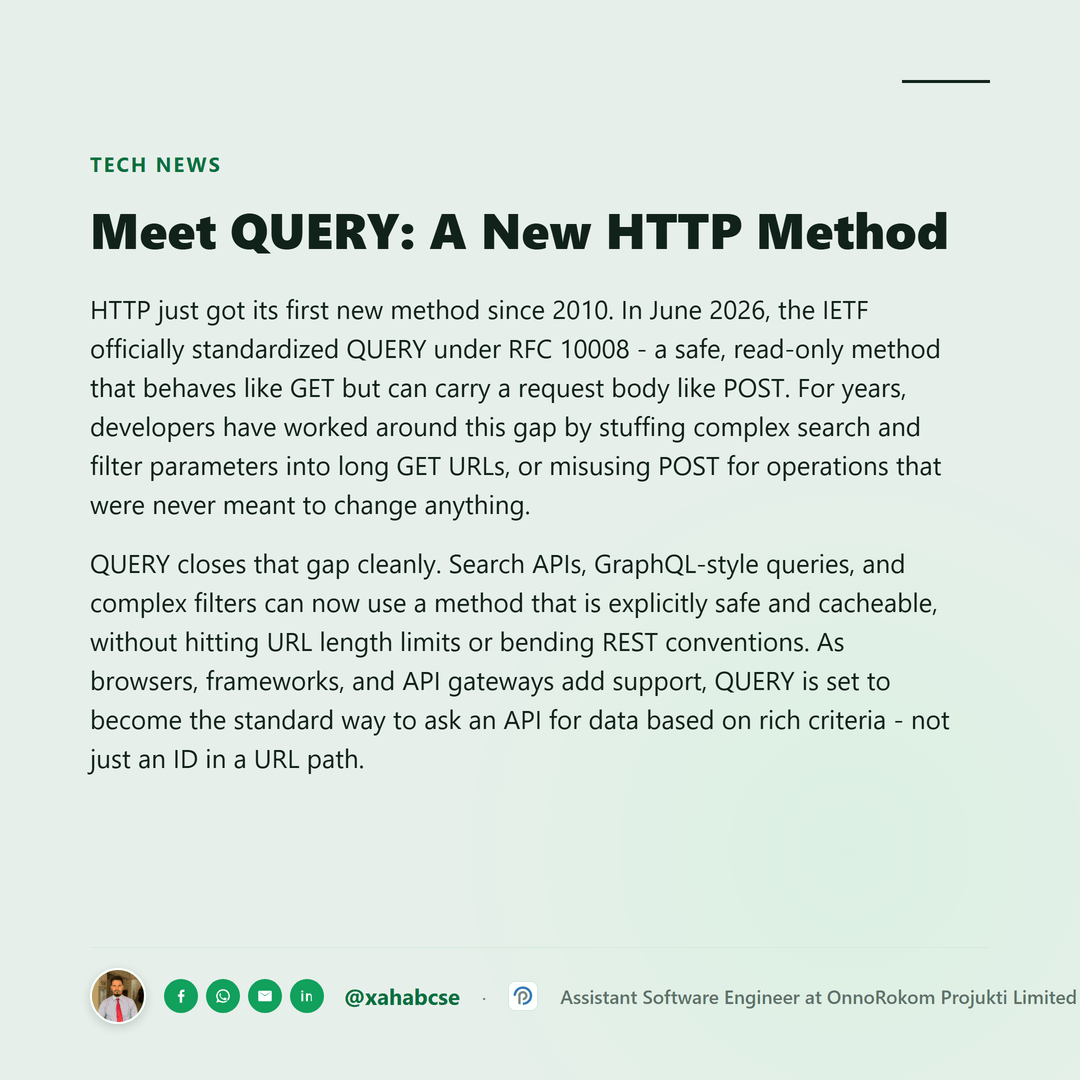 TECH NEWS
Meet QUERY: A New HTTP Method
HTTP just got its first new method since 2010. In June 2026, the IETF
officially standardized QUERY under RFC 10008 - a safe, read-only method
that behaves like GET but can carry a request body like POST. For years,
developers have worked around this gap by stuffing complex search and
filter parameters into long GET URLs, or misusing POST for operations that
were never meant to change anything.
QUERY closes that gap cleanly. Search APIs, GraphQL-style queries, and
complex filters can now use a method that is explicitly safe and cacheable,
without hitting URL length limits or bending REST conventions. As
browsers, frameworks, and API gateways add support, QUERY is set to
become the standard way to ask an API for data based on rich criteria - not
just an ID in a URL path.
f in @xahabcse · Assistant Software Engineer at OnnoRokom Projukti Limited